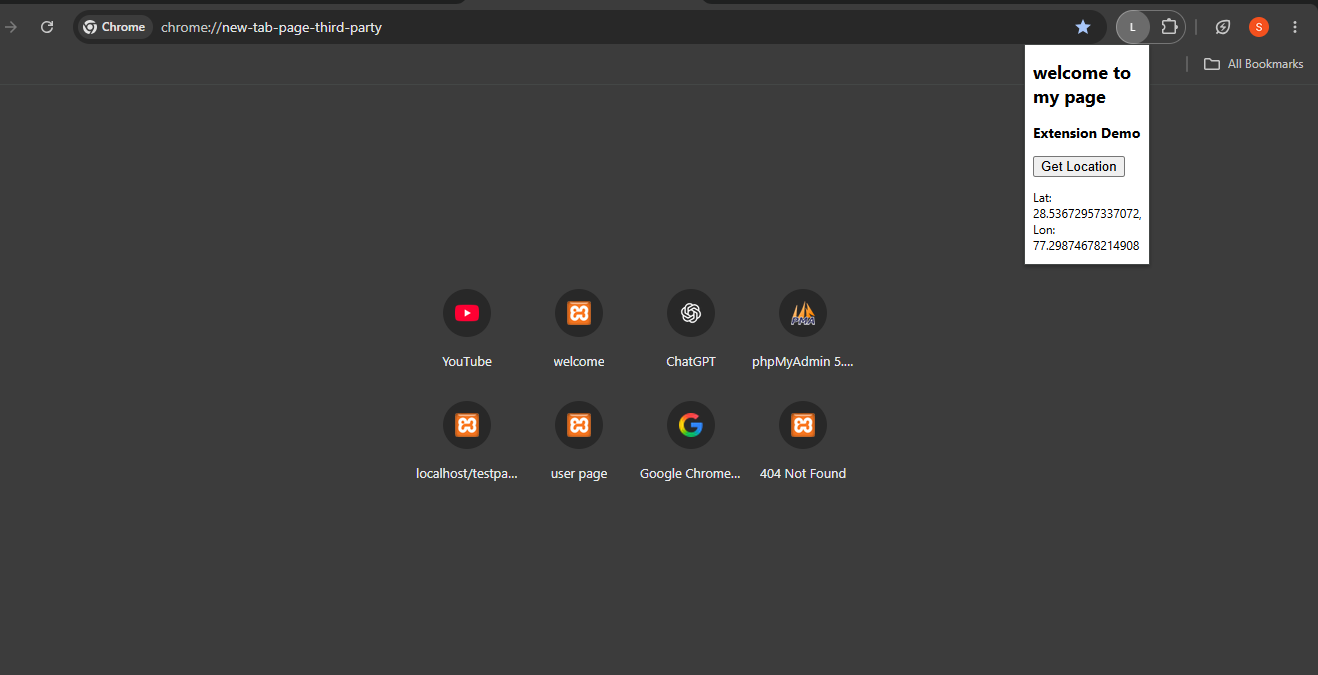 Chrome
chrome://new-tab-page-third-party
L
S
All Bookmarks
welcome to
my page
Extension Demo
Get Location
Lat:
28.53672957337072,
Lon:
77.29874678214908
YouTube
welcome
ChatGPT
PMA
phpMyAdmin 5....
localhost/testpa...
user page
Google Chrome...
404 Not Found